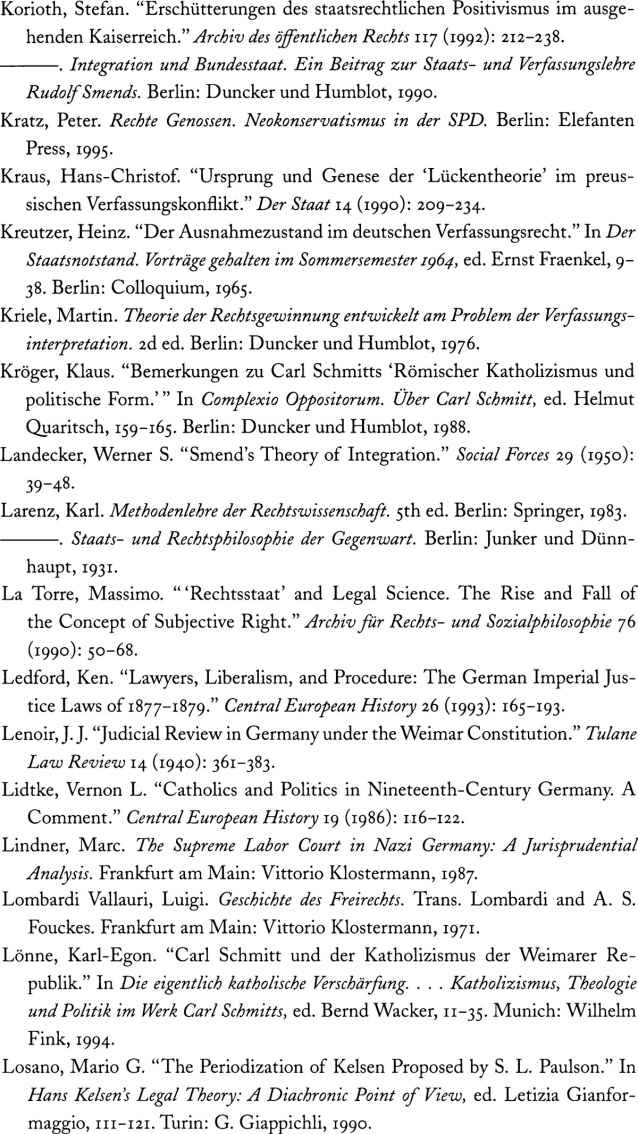 Korioth, Stefan. “Erschütterungen des staatsrechtlichen Positivismus im ausge-
henden Kaiserreich.” Archiv des öffentlichen Rechts 117 (1992): 212–238.
———. Integration und Bundesstaat. Ein Beitrag zur Staats- und Verfassungslehre
Rudolf Smends. Berlin: Duncker und Humblot, 1990.
Kratz, Peter. Rechte Genossen. Neokonservatismus in der SPD. Berlin: Elefanten
Press, 1995.
Kraus, Hans-Christof. “Ursprung und Genese der ‘Lückentheorie’ im preus-
sischen Verfassungskonflikt.” Der Staat 14 (1990): 209–234.
Kreutzer, Heinz. “Der Ausnahmezustand im deutschen Verfassungsrecht.” In Der
Staatsnotstand. Vorträge gehalten im Sommersemester 1964, ed. Ernst Fraenkel, 9–
38. Berlin: Colloquium, 1965.
Kriele, Martin. Theorie der Rechtsgewinnung entwickelt am Problem der Verfassungs-
interpretation. 2d ed. Berlin: Duncker und Humblot, 1976.
Kröger, Klaus. “Bemerkungen zu Carl Schmitts ‘Römischer Katholizismus und
politische Form.’ ” In Complexio Oppositorum. Über Carl Schmitt, ed. Helmut
Quaritsch, 159–165. Berlin: Duncker und Humblot, 1988.
Landecker, Werner S. “Smend’s Theory of Integration.” Social Forces 29 (1950):
39–48.
Larenz, Karl. Methodenlehre der Rechtswissenschaft. 5th ed. Berlin: Springer, 1983.
———. Staats- und Rechtsphilosophie der Gegenwart. Berlin: Junker und Dünn-
haupt, 1931.
La Torre, Massimo. “ ‘Rechtsstaat’ and Legal Science. The Rise and Fall of
the Concept of Subjective Right.” Archiv für Rechts- und Sozialphilosophie 76
(1990): 50–68.
Ledford, Ken. “Lawyers, Liberalism, and Procedure: The German Imperial Jus-
tice Laws of 1877–1879.” Central European History 26 (1993): 165–193.
Lenoir, J. J. “Judicial Review in Germany under the Weimar Constitution.” Tulane
Law Review 14 (1940): 361–383.
Lidtke, Vernon L. “Catholics and Politics in Nineteenth-Century Germany. A
Comment.” Central European History 19 (1986): 116–122.
Lindner, Marc. The Supreme Labor Court in Nazi Germany: A Jurisprudential
Analysis. Frankfurt am Main: Vittorio Klostermann, 1987.
Lombardi Vallauri, Luigi. Geschichte des Freirechts. Trans. Lombardi and A. S.
Fouckes. Frankfurt am Main: Vittorio Klostermann, 1971.
Lönne, Karl-Egon. “Carl Schmitt und der Katholizismus der Weimarer Re-
publik.” In Die eigentlich katholische Verschärfung. . . . Katholizismus, Theologie
und Politik im Werk Carl Schmitts, ed. Bernd Wacker, 11–35. Munich: Wilhelm
Fink, 1994.
Losano, Mario G. “The Periodization of Kelsen Proposed by S. L. Paulson.” In
Hans Kelsen’s Legal Theory: A Diachronic Point of View, ed. Letizia Gianfor-
maggio, 111–121. Turin: G. Giappichli, 1990.